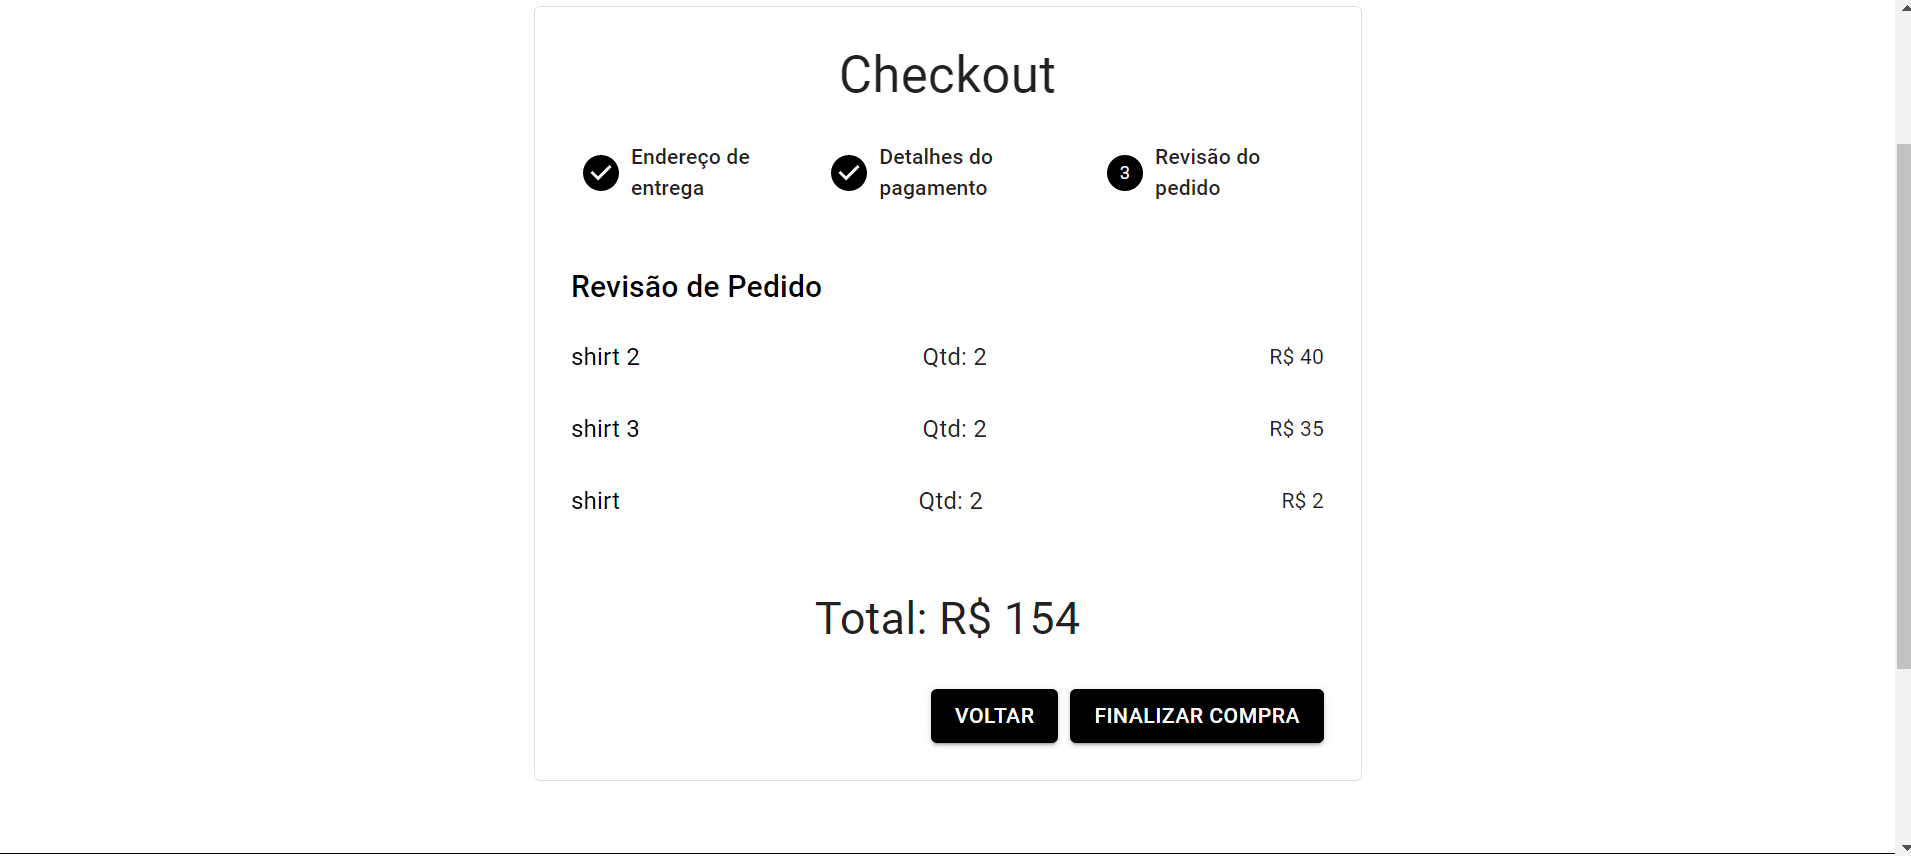 Checkout
Endereço de
entrega
Detalhes do
pagamento
3
Revisão do
pedido
Revisão de Pedido
shirt 2 Qtd: 2 R$ 40
shirt 3 Qtd: 2 R$ 35
shirt Qtd: 2 R$ 2
Total: R$ 154
VOLTAR FINALIZAR COMPRA